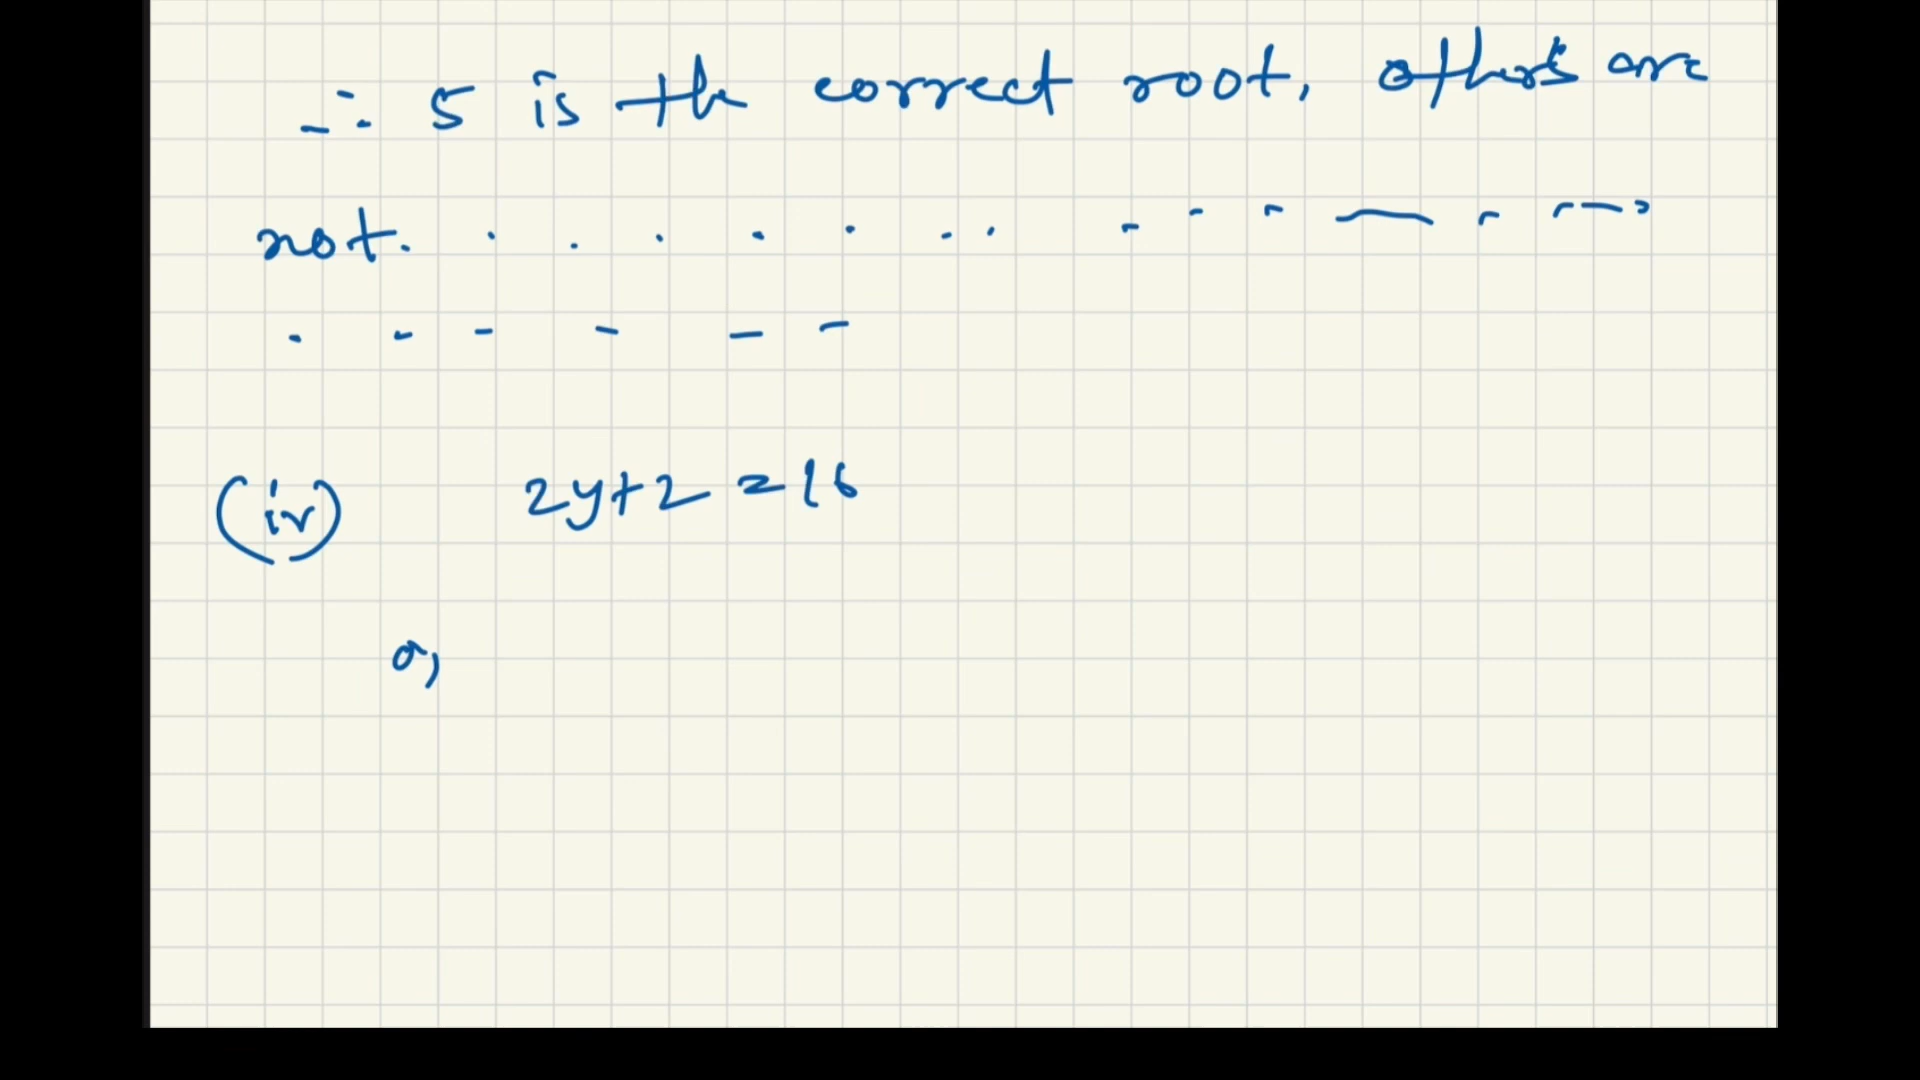 ∴ 5 is the correct root, others are
not.
(iv) 2y+2 = 16
or,